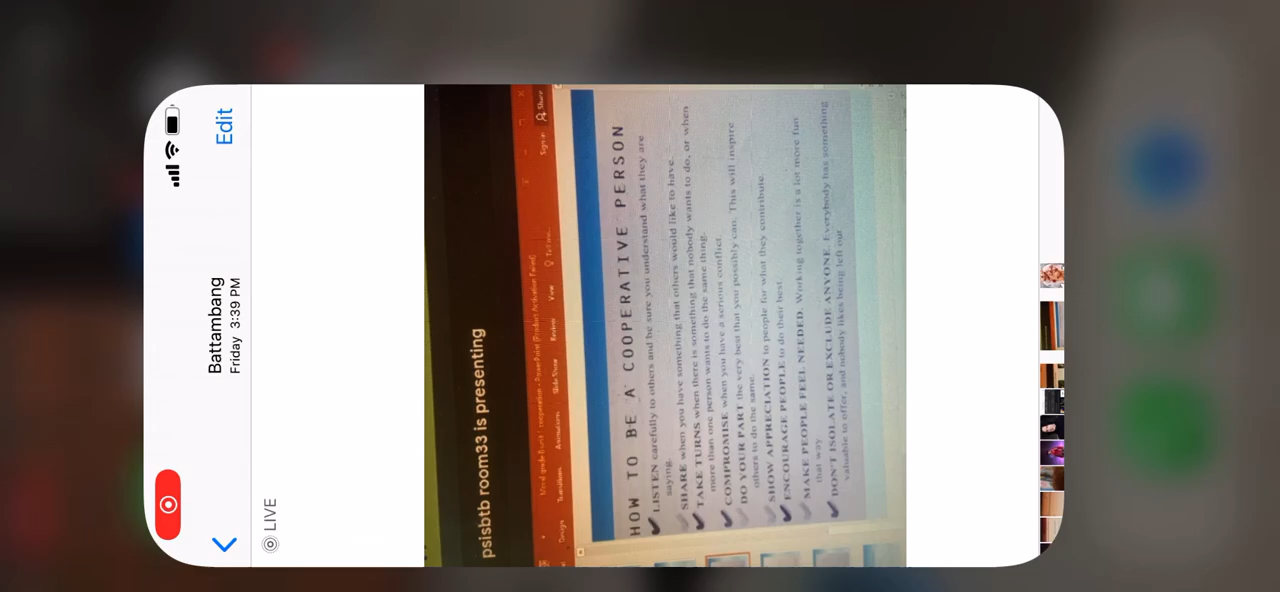 Battambang
Friday 3:39 PM
Edit
LIVE
psisbtb room33 is presenting
Sign in
Share
Design
Transitions
Animations
Slide Show
Review
View
HOW TO BE A COOPERATIVE PERSON
LISTEN carefully to others and be sure you understand what they are
saying.
SHARE when you have something that others would like to have.
TAKE TURNS when there is something that nobody wants to do, or when
more than one person wants to do the same thing.
COMPROMISE when you have a serious conflict.
DO YOUR PART the very best that you possibly can. This will inspire
others to do the same.
SHOW APPRECIATION to people for what they contribute.
ENCOURAGE PEOPLE to do their best.
MAKE PEOPLE FEEL NEEDED. Working together is a lot more fun
that way
DON'T ISOLATE OR EXCLUDE ANYONE. Everybody has something
valuable to offer, and nobody likes being left out